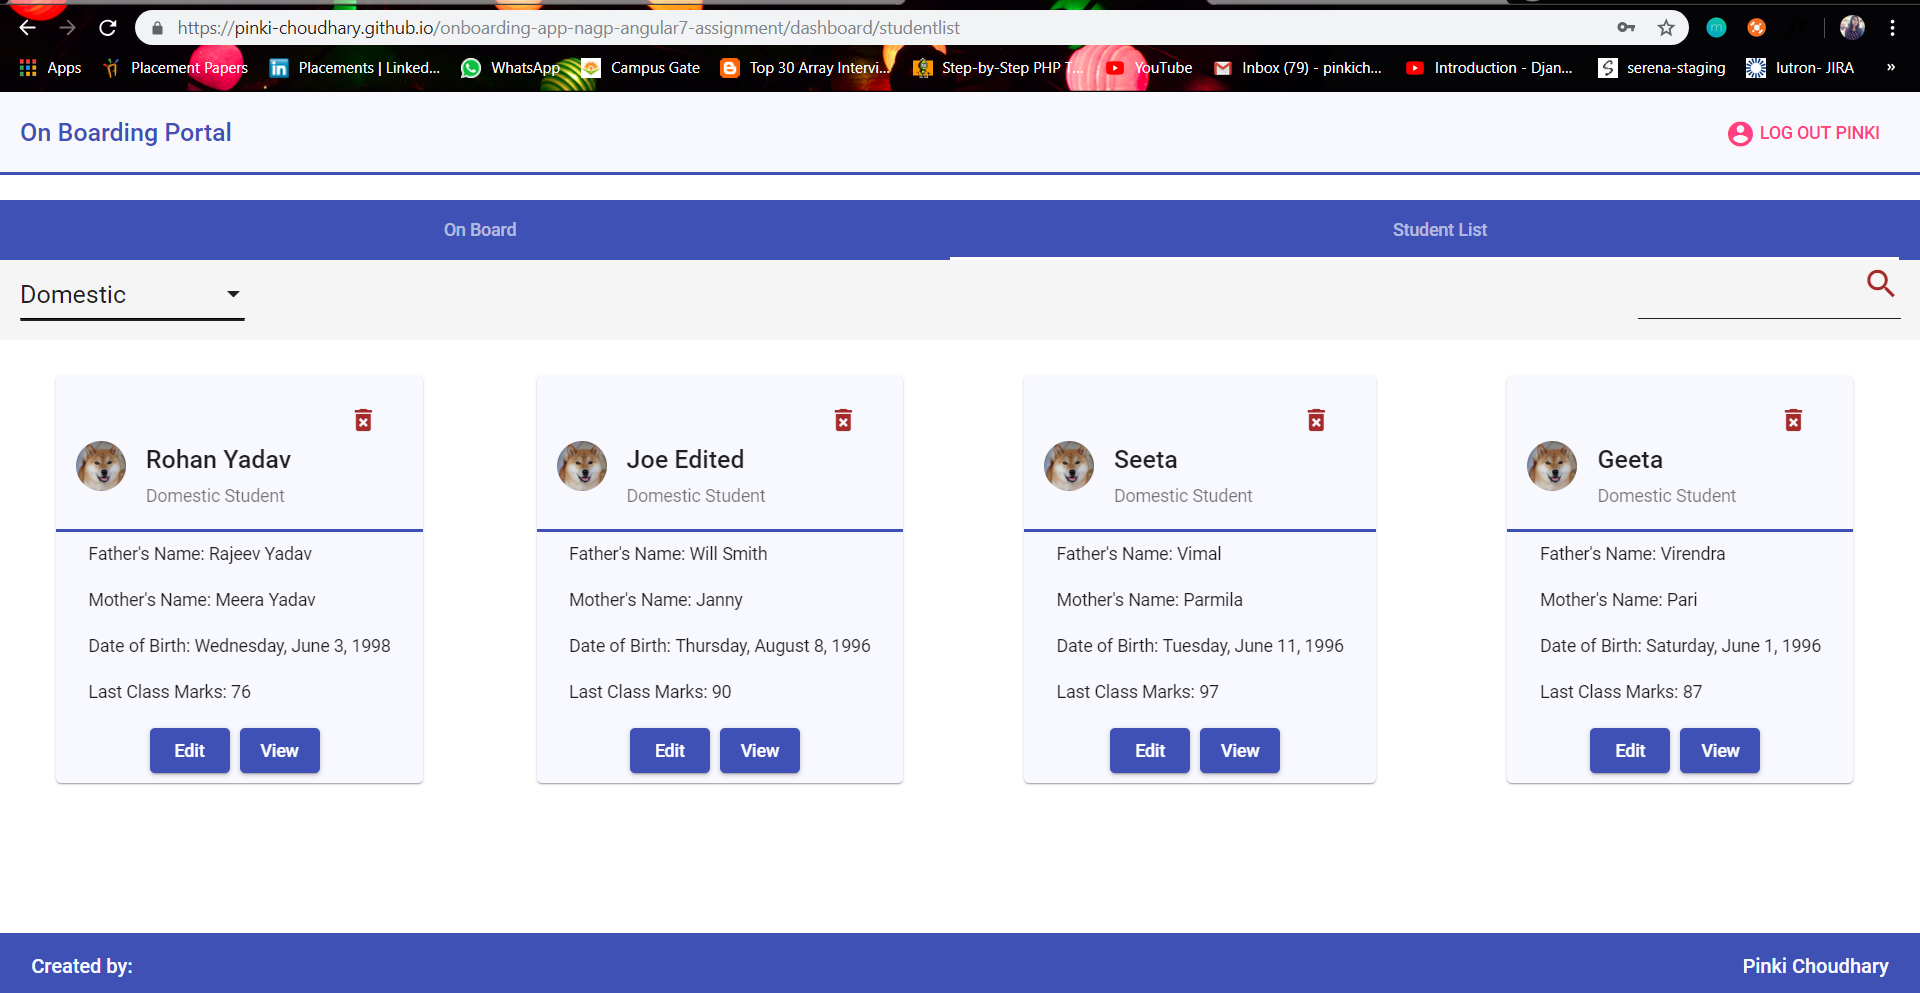 https://pinki-choudhary.github.io/onboarding-app-nagp-angular7-assignment/dashboard/studentlist
Apps Placement Papers Placements | Linked... WhatsApp Campus Gate Top 30 Array Intervi... Step-by-Step PHP T... YouTube Inbox (79) - pinkich... Introduction - Djan... serena-staging lutron- JIRA »
On Boarding Portal LOG OUT PINKI
On Board Student List
Domestic
Rohan Yadav
Domestic Student
Father's Name: Rajeev Yadav
Mother's Name: Meera Yadav
Date of Birth: Wednesday, June 3, 1998
Last Class Marks: 76
Edit View
Joe Edited
Domestic Student
Father's Name: Will Smith
Mother's Name: Janny
Date of Birth: Thursday, August 8, 1996
Last Class Marks: 90
Edit View
Seeta
Domestic Student
Father's Name: Vimal
Mother's Name: Parmila
Date of Birth: Tuesday, June 11, 1996
Last Class Marks: 97
Edit View
Geeta
Domestic Student
Father's Name: Virendra
Mother's Name: Pari
Date of Birth: Saturday, June 1, 1996
Last Class Marks: 87
Edit View
Created by: Pinki Choudhary